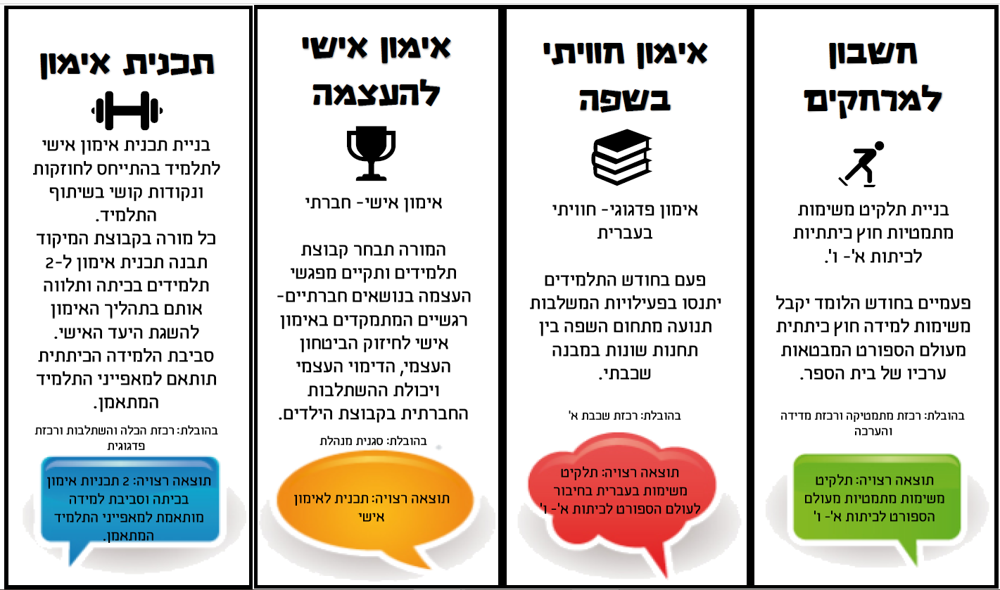 חשבון
למרחקים
בניית תלקיט משימות
מתמטיות חוץ כיתתיות
לכיתות א'- ו'.
פעמיים בחודש הלומד יקבל
משימות למידה חוץ כיתתית
מעולם הספורט המבטאות
ערכיו של בית הספר.
בהובלת: רכזת מתמטיקה ורכזת מדידה
והערכה
תוצאה רצויה: תלקיט
משימות מתמטיות מעולם
הספורט לכיתות א'- ו'
אימון חוויתי
בשפה
אימון פדגוגי- חוויתי
בעברית
פעם בחודש התלמידים
יתנסו בפעילויות המשלבות
תנועה מתחום השפה בין
תחנות שונות במבנה
שכבתי.
בהובלת: רכזת שכבת א'
תוצאה רצויה: תלקיט
משימות בעברית בחיבור
לעולם הספורט לכיתות א'- ו'
אימון אישי
להעצמה
אימון אישי- חברתי
המורה תבחר קבוצת
תלמידים ותקיים מפגשי
העצמה בנושאים חברתיים-
רגשיים המתמקדים באימון
אישי לחיזוק הביטחון
העצמי, הדימוי העצמי
ויכולת ההשתלבות
החברתית בקבוצת הילדים.
בהובלת: סגנית מנהלת
תוצאה רצויה: תכנית לאימון
אישי
תכנית אימון
בניית תכנית אימון אישי
לתלמיד בהתייחס לחוזקות
ונקודות קושי בשיתוף
התלמיד.
כל מורה בקבוצת המיקוד
תבנה תכנית אימון ל-2
תלמידים בכיתה ותלווה
אותם בתהליך האימון
להשגת היעד האישי.
סביבת הלמידה הכיתתית
תותאם למאפייני התלמיד
המתאמן.
בהובלת: רכזת הכלה והשתלבות ורכזת
פדגוגית
תוצאה רצויה: 2 תכניות אימון
בכיתה וסביבת למידה
מותאמת למאפייני התלמיד
המתאמן.